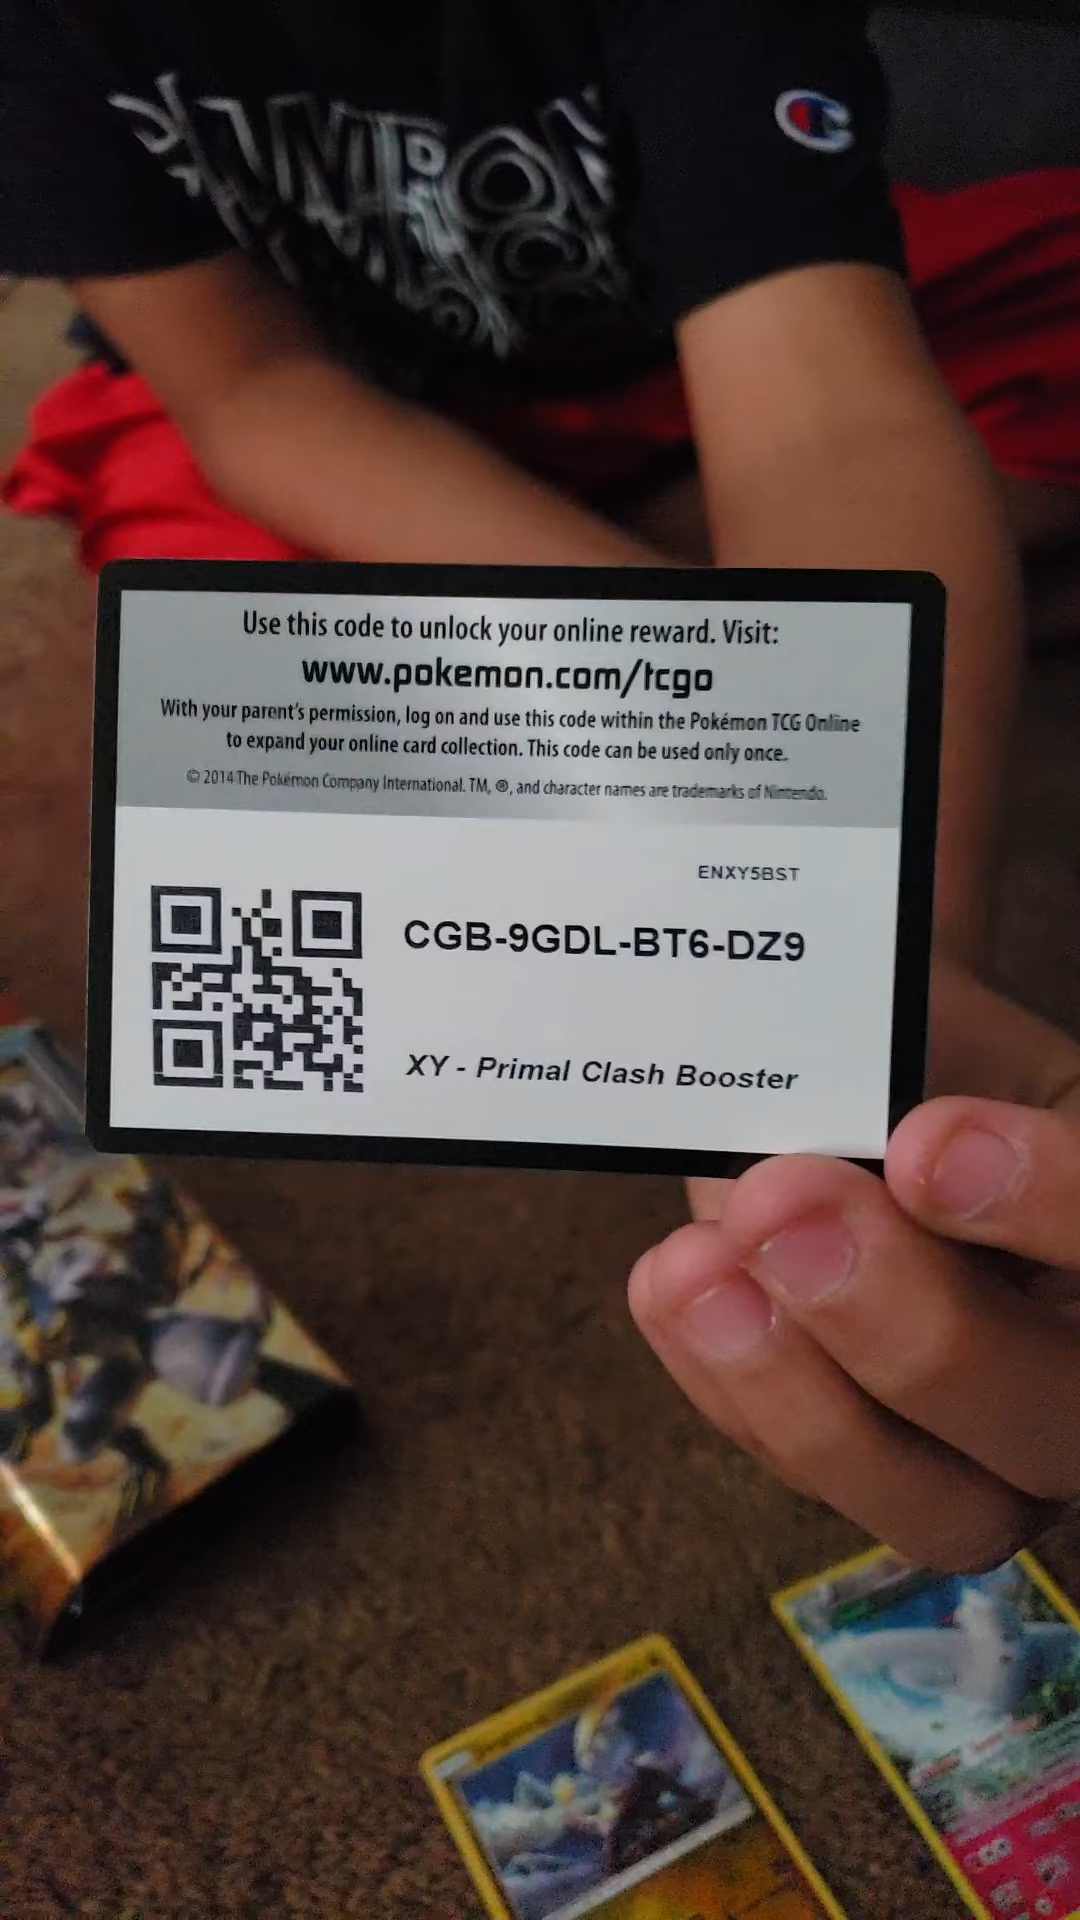 Use this code to unlock your online reward. Visit:
www.pokemon.com/tcgo
With your parent's permission, log on and use this code within the Pokémon TCG Online
to expand your online card collection. This code can be used only once.
© 2014 The Pokémon Company International. TM, ®, and character names are trademarks of Nintendo.
ENXY5BST
CGB-9GDL-BT6-DZ9
XY - Primal Clash Booster